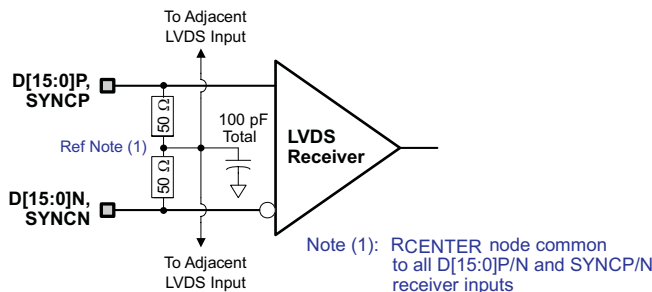 To Adjacent
LVDS Input
D[15:0]P,
SYNCP
50 Ω
100 pF
Total
LVDS
Receiver
Ref Note (1)
50 Ω
D[15:0]N,
SYNCN
To Adjacent
LVDS Input
Note (1): RCENTER node common
to all D[15:0]P/N and SYNCP/N
receiver inputs